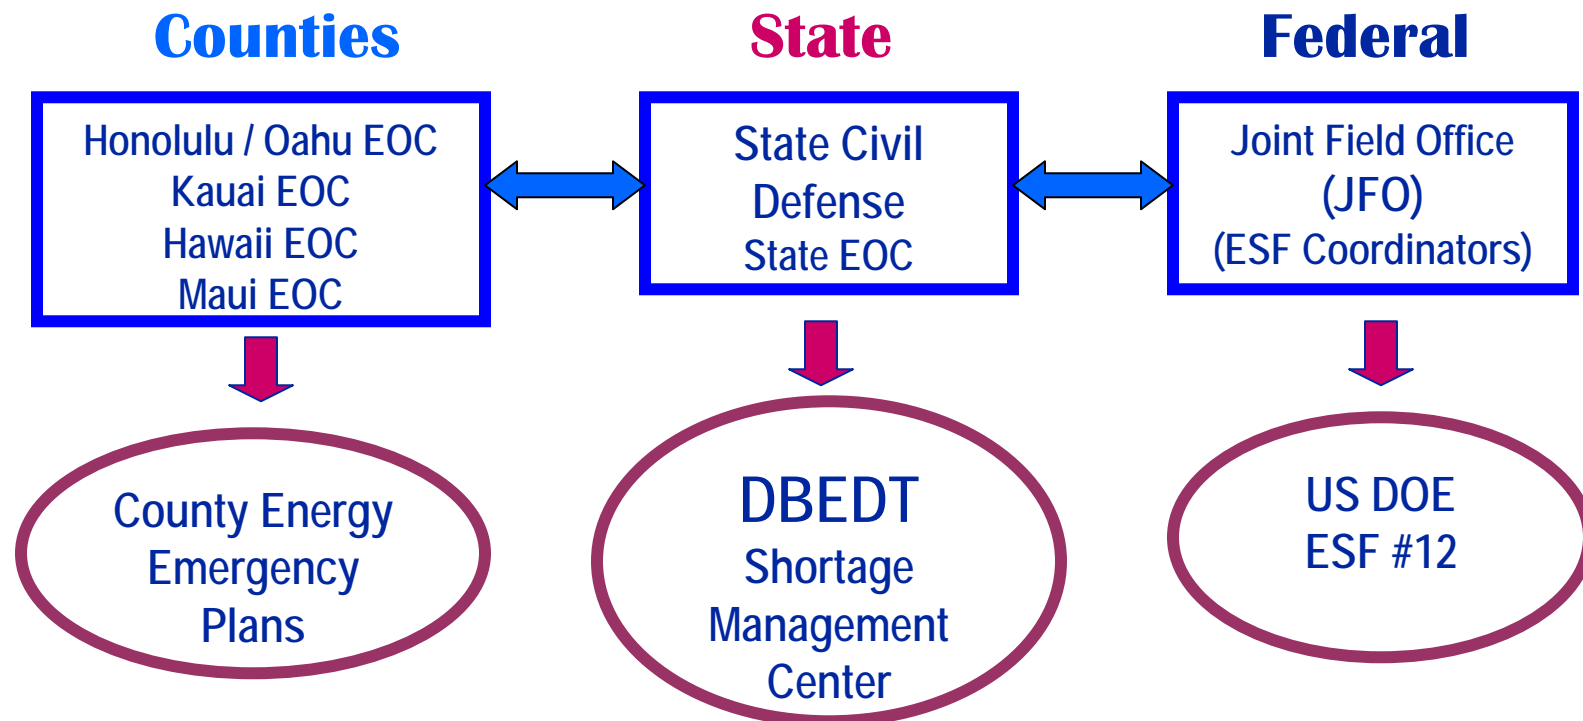 Counties
State
Federal
Honolulu / Oahu EOC
Kauai EOC
Hawaii EOC
Maui EOC
State Civil
Defense
State EOC
Joint Field Office
(JFO)
(ESF Coordinators)
County Energy
Emergency
Plans
DBEDT
Shortage
Management
Center
US DOE
ESF #12